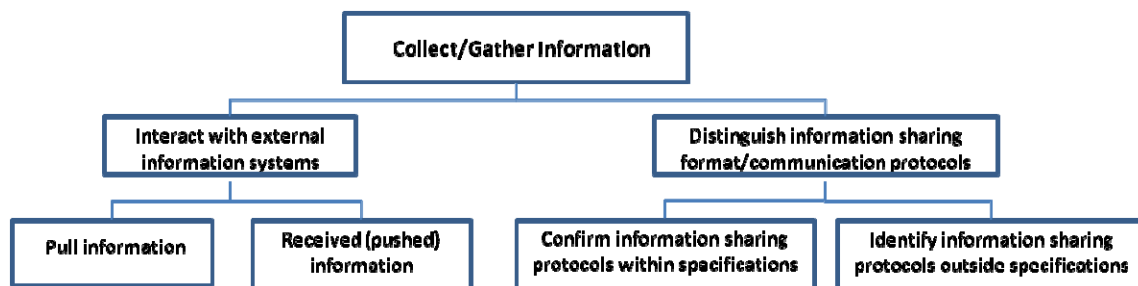 Collect/Gather Information
Interact with external
information systems
Distinguish information sharing
format/communication protocols
Pull information
Received (pushed)
information
Confirm information sharing
protocols within specifications
Identify information sharing
protocols outside specifications